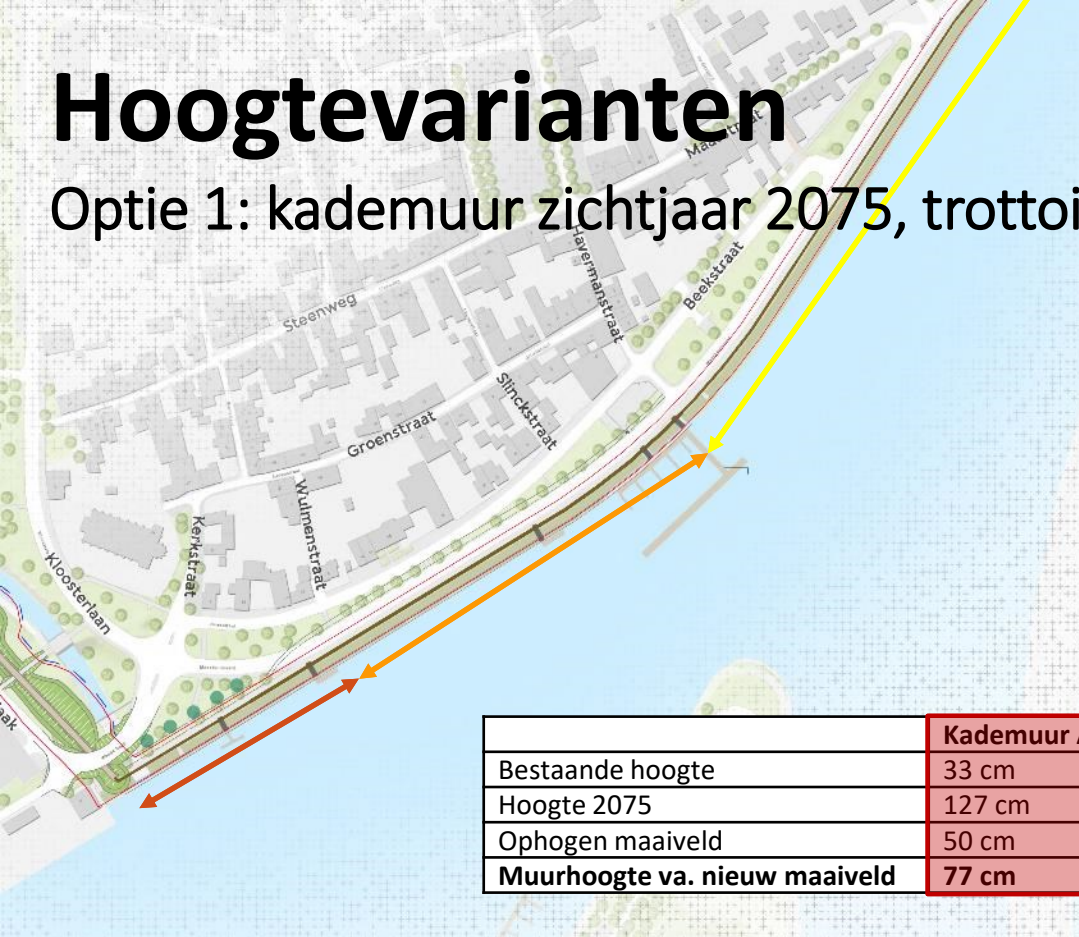 Hoogtevarianten
Optie 1: kademuur zichtjaar 2075, trottoi
Steenweg
Havermanstraat
Beekstraat
Slinckstraat
Groenstraat
Wulmenstraat
Kerkstraat
Kloosterlaan
aak
Kademuur
Bestaande hoogte 33 cm
Hoogte 2075 127 cm
Ophogen maaiveld 50 cm
Muurhoogte va. nieuw maaiveld 77 cm